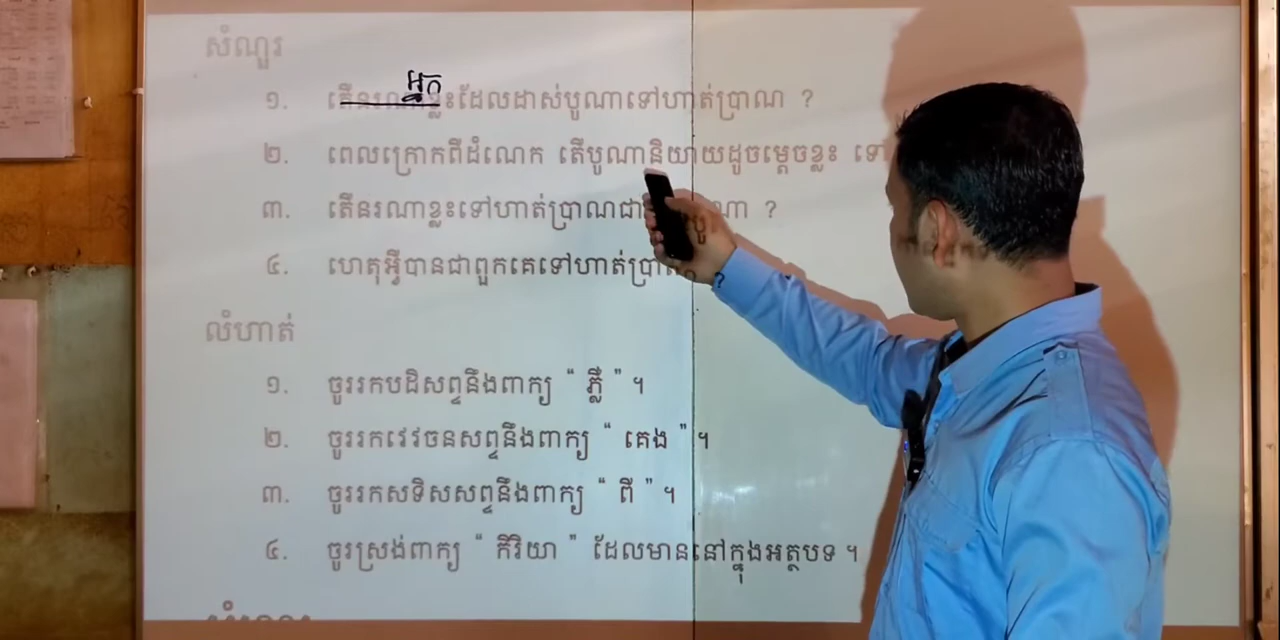 សំណួរ
អ្នក
១. តើនរណាខ្លះដែលដាស់បូណាទៅហាត់ប្រាណ ?
២. ពេលក្រោកពីដំណេក តើបូណានិយាយដូចម្ដេចខ្លះ ទៅ
៣. តើនរណាខ្លះទៅហាត់ប្រាណជា បូណា ?
៤. ហេតុអ្វីបានជាពួកគេទៅហាត់ប្រាណ
លំហាត់
១. ចូររកបដិសព្ទនឹងពាក្យ “ ភ្លឺ ” ។
២. ចូររកវេវចនសព្ទនឹងពាក្យ “ គេង ” ។
៣. ចូររកសទិសសព្ទនឹងពាក្យ “ ពី ” ។
៤. ចូរស្រង់ពាក្យ “ កិរិយា ” ដែលមាននៅក្នុងអត្ថបទ ។